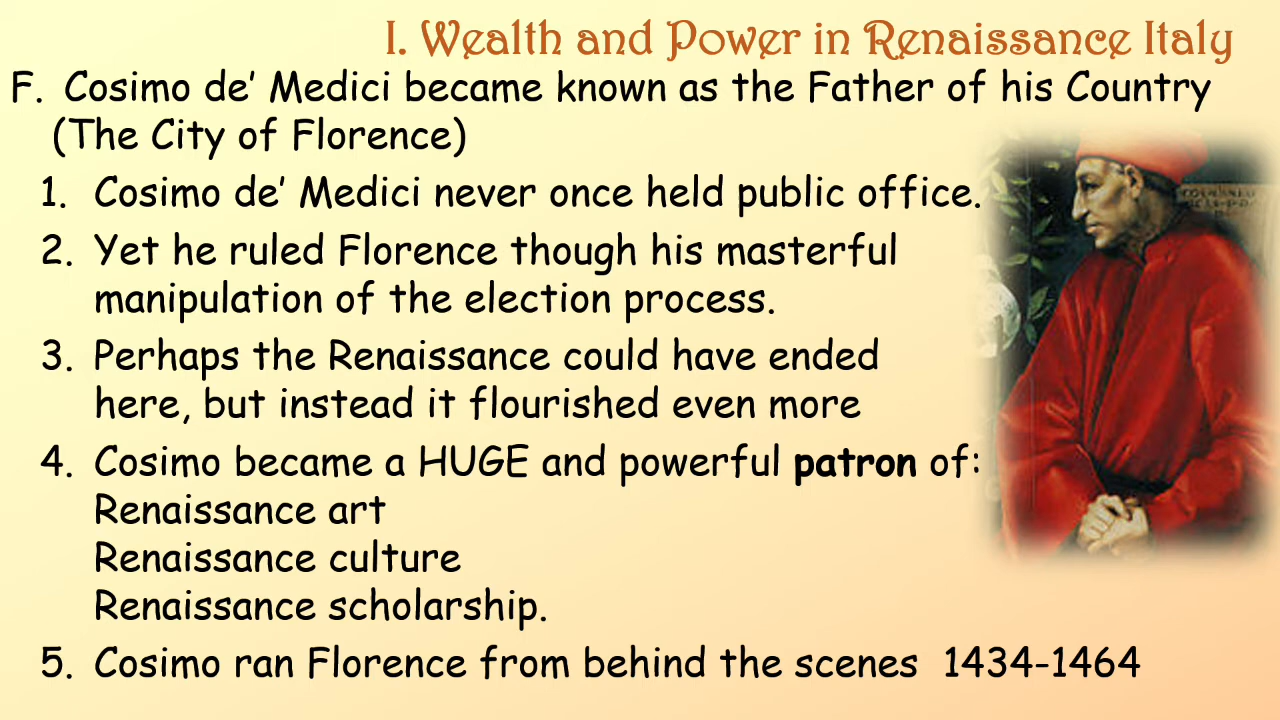 I. Wealth and Power in Renaissance Italy
F. Cosimo de’ Medici became known as the Father of his Country
(The City of Florence)
1. Cosimo de’ Medici never once held public office.
2. Yet he ruled Florence though his masterful
manipulation of the election process.
3. Perhaps the Renaissance could have ended
here, but instead it flourished even more
4. Cosimo became a HUGE and powerful patron of:
Renaissance art
Renaissance culture
Renaissance scholarship.
5. Cosimo ran Florence from behind the scenes 1434-1464